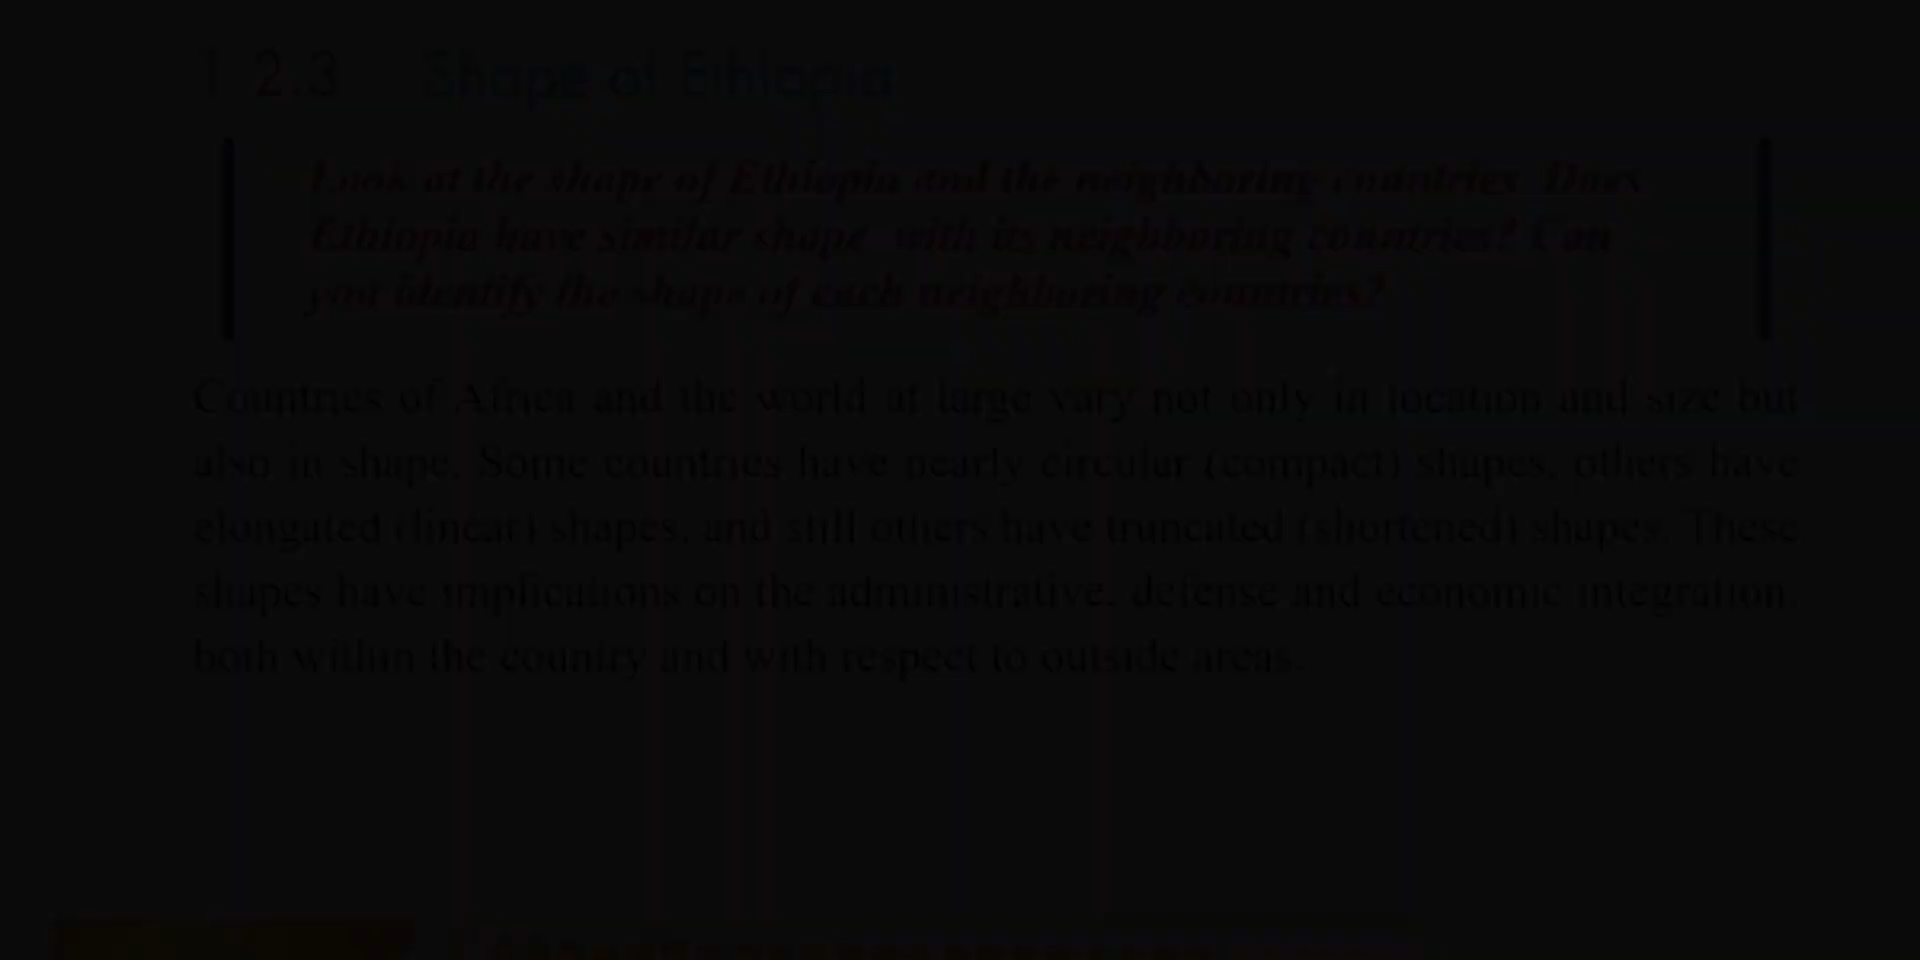 1.2.3 Shape of Ethiopia
Look at the shape of Ethiopia and the neighboring countries. Does
Ethiopia have similar shape with its neighboring countries? Can
you identify the shape of each neighboring countries?
Countries of Africa and the world at large vary not only in location and size but
also in shape. Some countries have nearly circular (compact) shapes, others have
elongated (linear) shapes, and still others have truncated (shortened) shapes. These
shapes have implications on the administrative, defense and economic integration,
both within the country and with respect to outside areas.